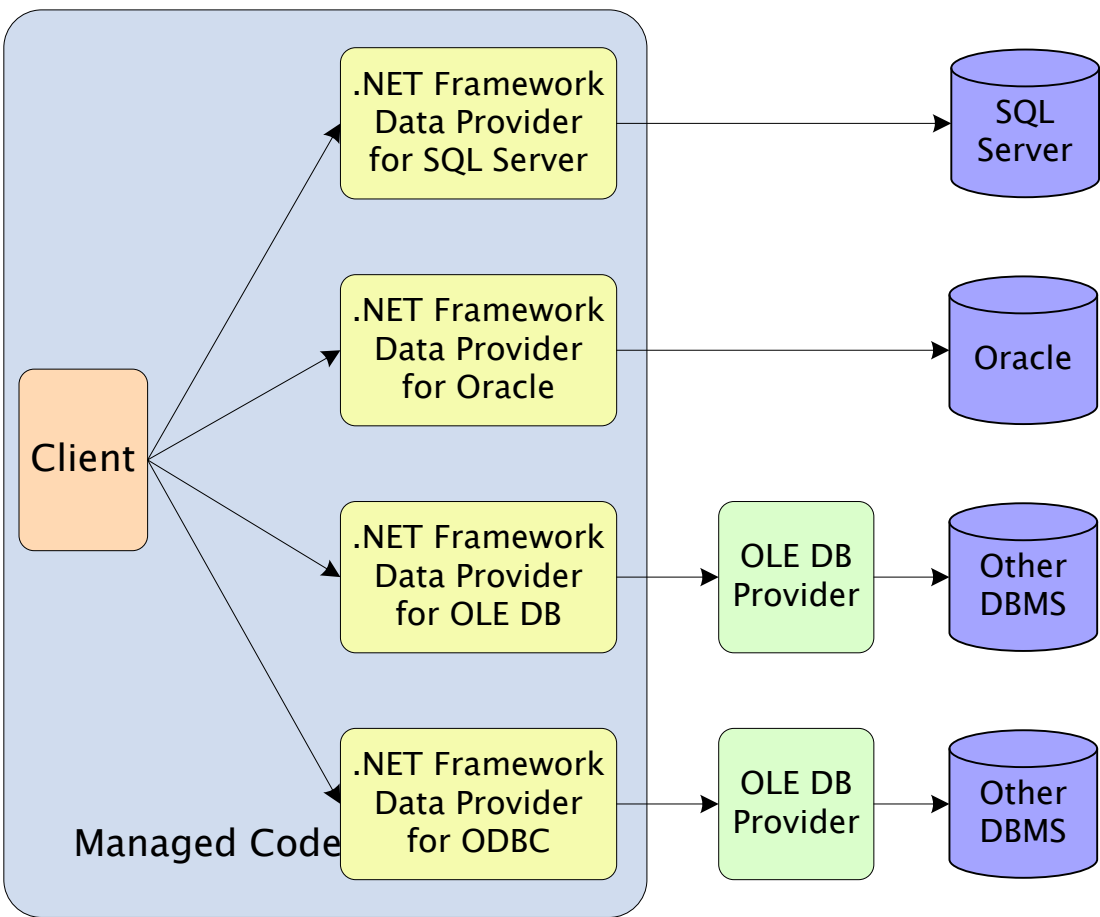 .NET Framework
Data Provider
for SQL Server
SQL
Server
.NET Framework
Data Provider
for Oracle
Oracle
Client
.NET Framework
Data Provider
for OLE DB
OLE DB
Provider
Other
DBMS
.NET Framework
Data Provider
for ODBC
OLE DB
Provider
Other
DBMS
Managed Code